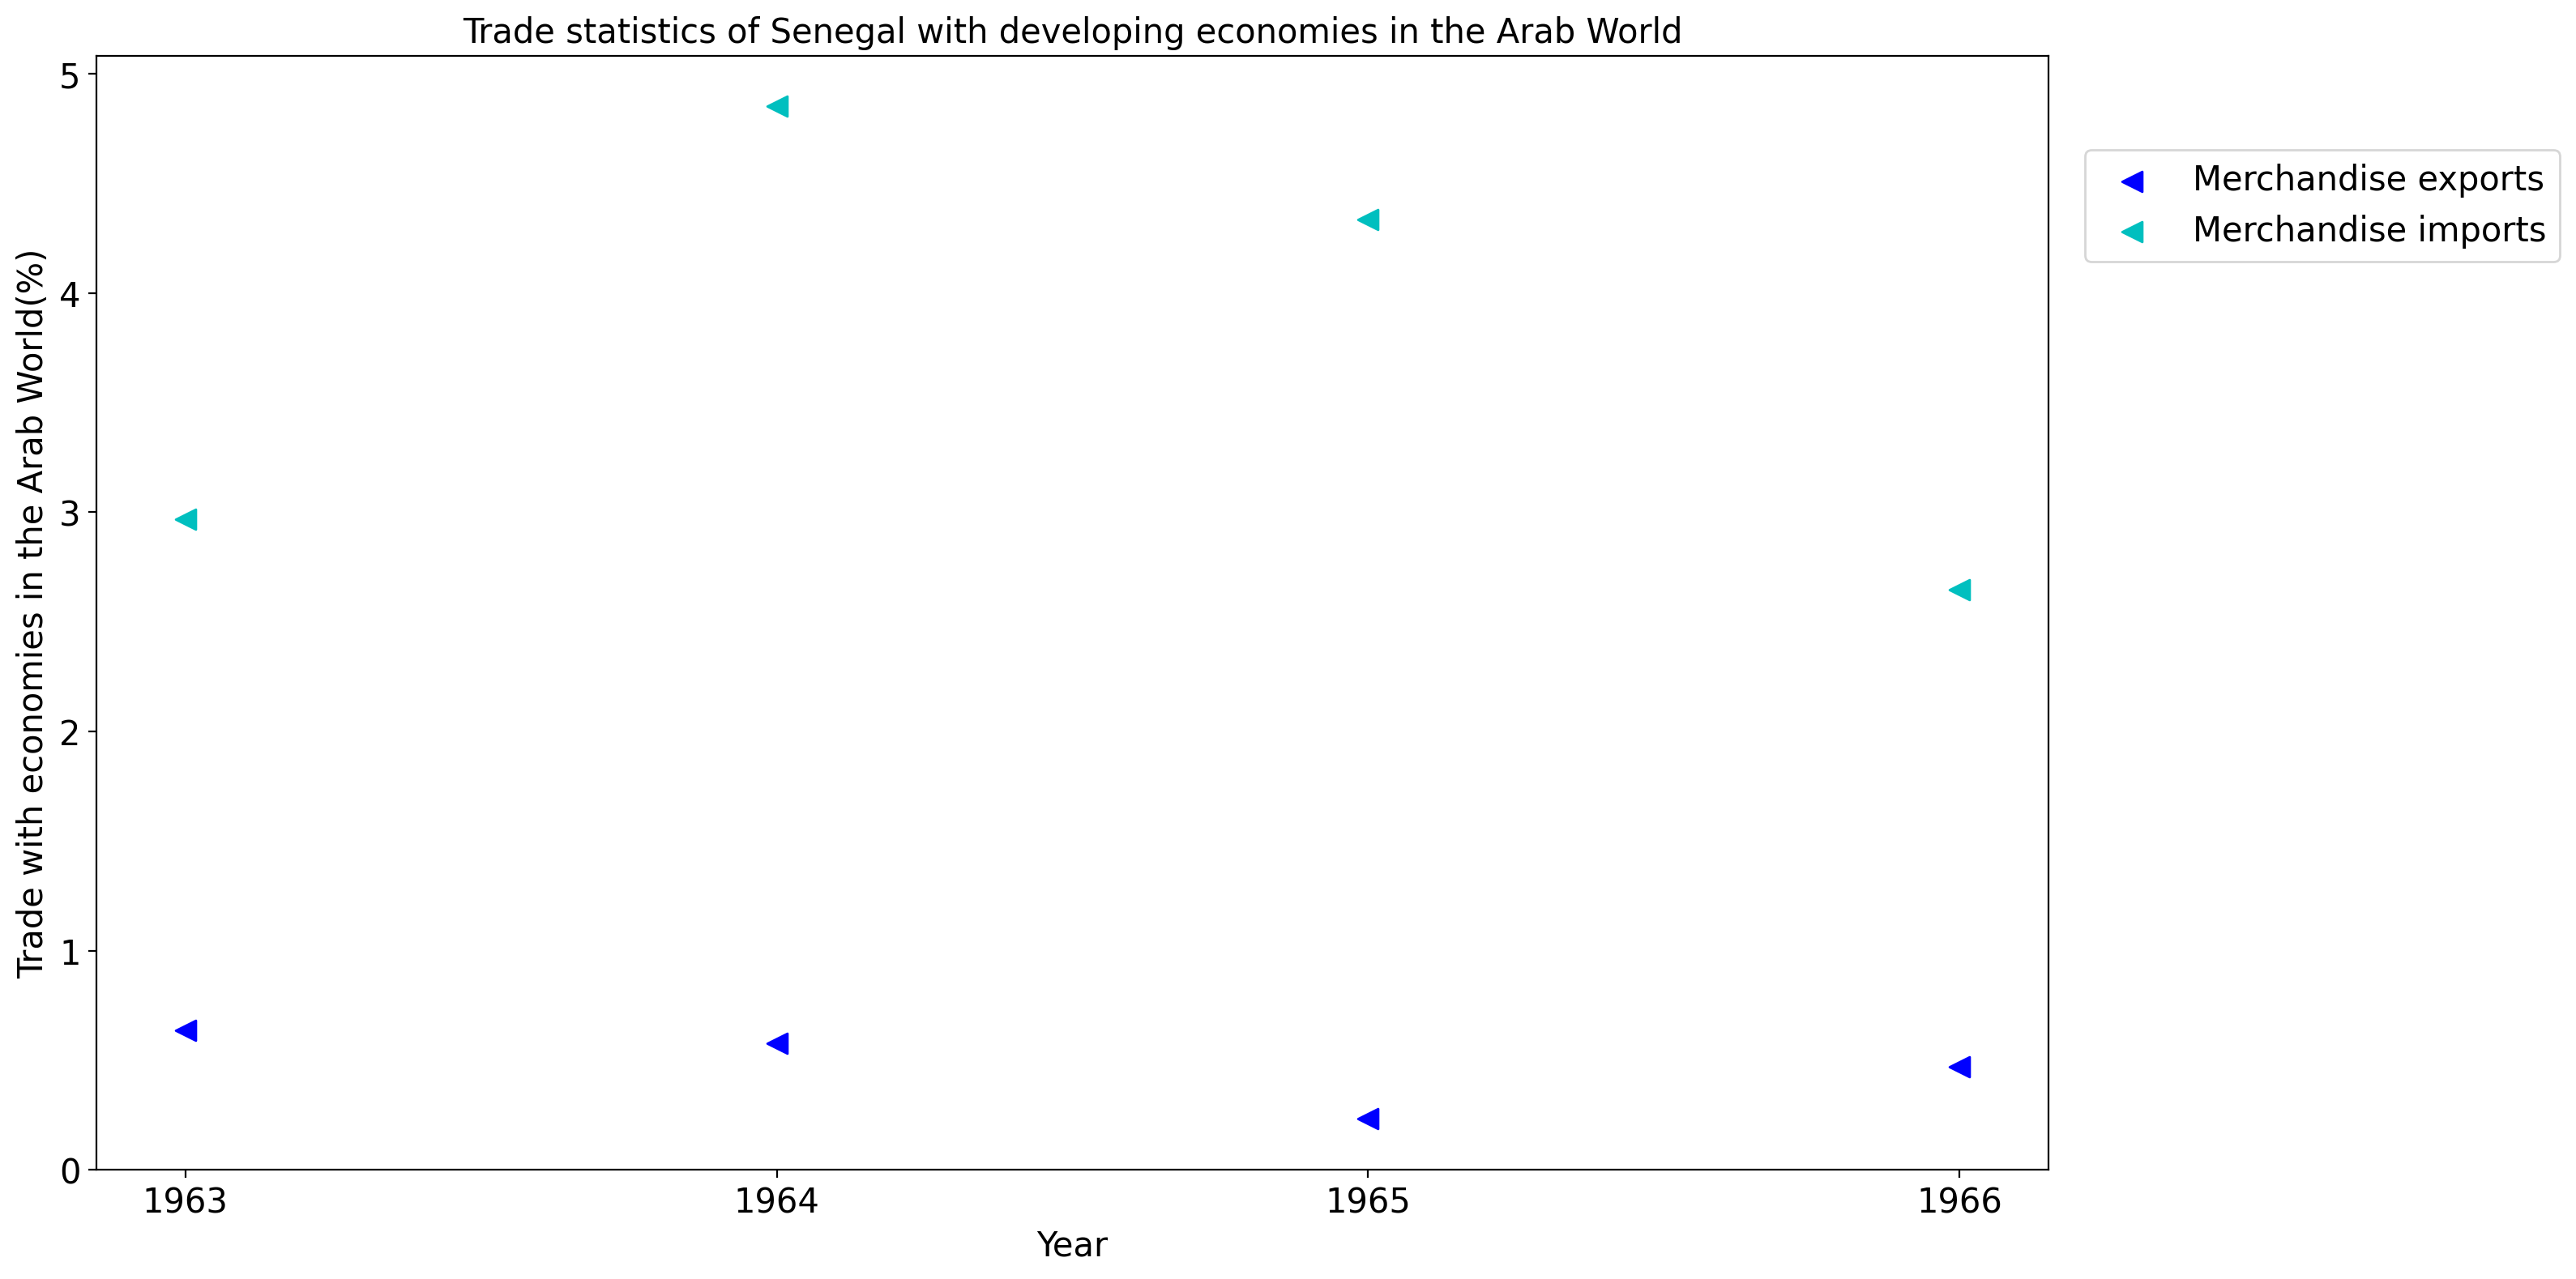 Trade statistics of Senegal with developing economies in the Arab World
Trade with economies in the Arab World(%)
5
4
3
2
1
0
1963
1964
1965
1966
Year
Merchandise exports
Merchandise imports